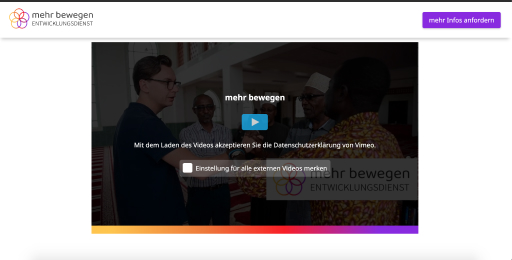 mehr bewegen
ENTWICKLUNGSDIENST
mehr Infos anfordern
mehr bewegen
Mit dem Laden des Videos akzeptieren Sie die Datenschutzerklärung von Vimeo.
Einstellung für alle externen Videos merken
mehr bewegen
ENTWICKLUNGSDIENST